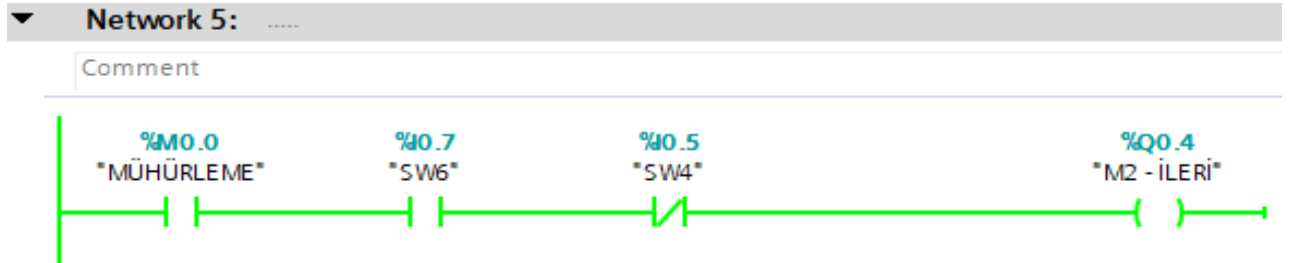 Network 5: .....
Comment
%M0.0 %I0.7 %I0.5 %Q0.4
"MÜHÜRLEME" "SW6" "SW4" "M2 - İLERİ"